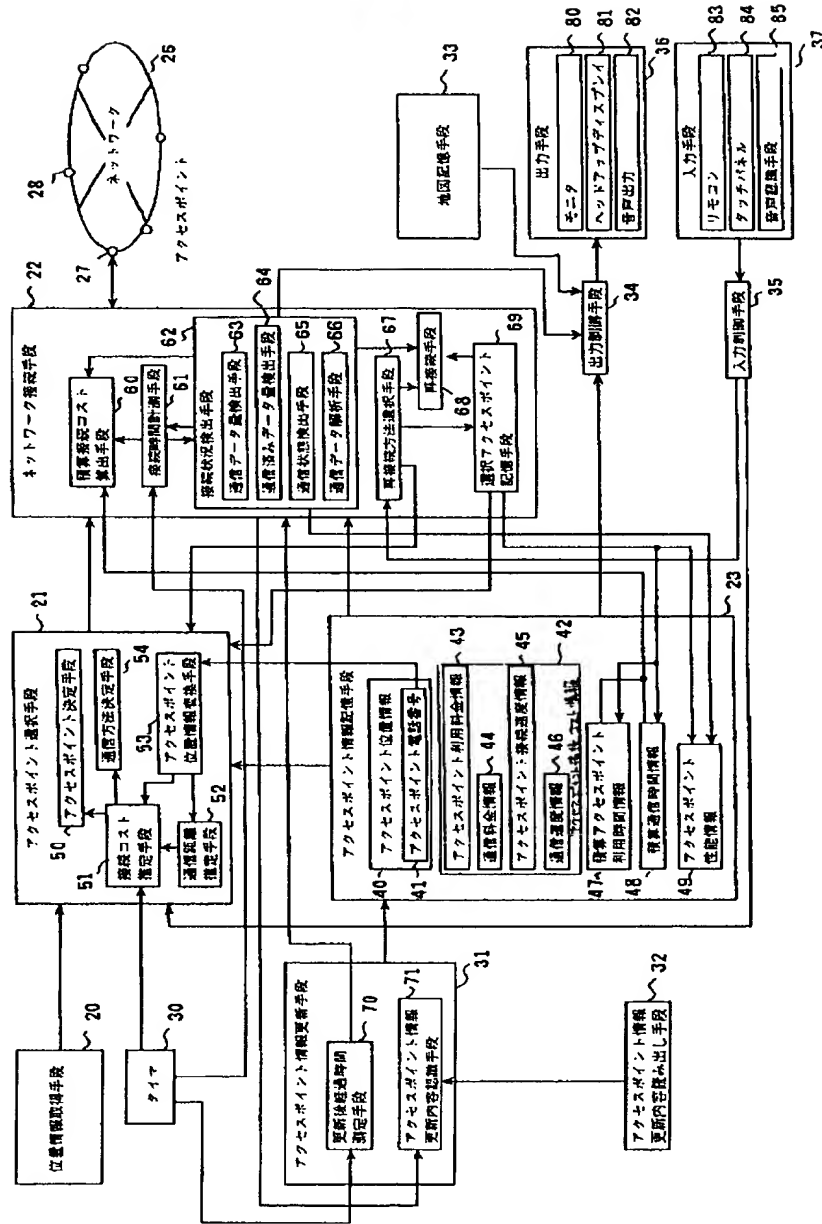 位置情報取得手段
20
タイマ
30
アクセスポイント選択手段
21
50
アクセスポイント決定手段
51
接続コスト
推定手段
通信方法決定手段
54
53
アクセスポイント
位置情報変換手段
通信距離
推定手段
52
ネットワーク接続手段
22
積算接続コスト
算出手段
60
接続時間計測手段
61
接続状況検出手段
62
通信データ量検出手段
63
通信済みデータ量検出手段
64
通信状態検出手段
65
通信データ解析手段
66
再接続方法選択手段
67
再接続手段
68
選択アクセスポイント
記憶手段
69
27
28
ネットワーク
26
アクセスポイント
アクセスポイント情報更新手段
31
更新後経過時間
測定手段
70
アクセスポイント情報
更新内容認識手段
71
アクセスポイント情報
更新内容読み出し手段
32
アクセスポイント情報記憶手段
23
アクセスポイント位置情報
40
アクセスポイント電話番号
41
アクセスポイント利用料金情報
43
通信料金情報
44
アクセスポイント接続速度情報
45
通信速度情報
46
アクセスポイント接続コスト情報
42
積算アクセスポイント
利用時間情報
47
積算通信時間情報
48
アクセスポイント
性能情報
49
地図記憶手段
33
出力制御手段
34
入力制御手段
35
出力手段
36
モニタ
80
ヘッドアップディスプレイ
81
音声出力
82
入力手段
37
リモコン
83
タッチパネル
84
音声認識手段
85